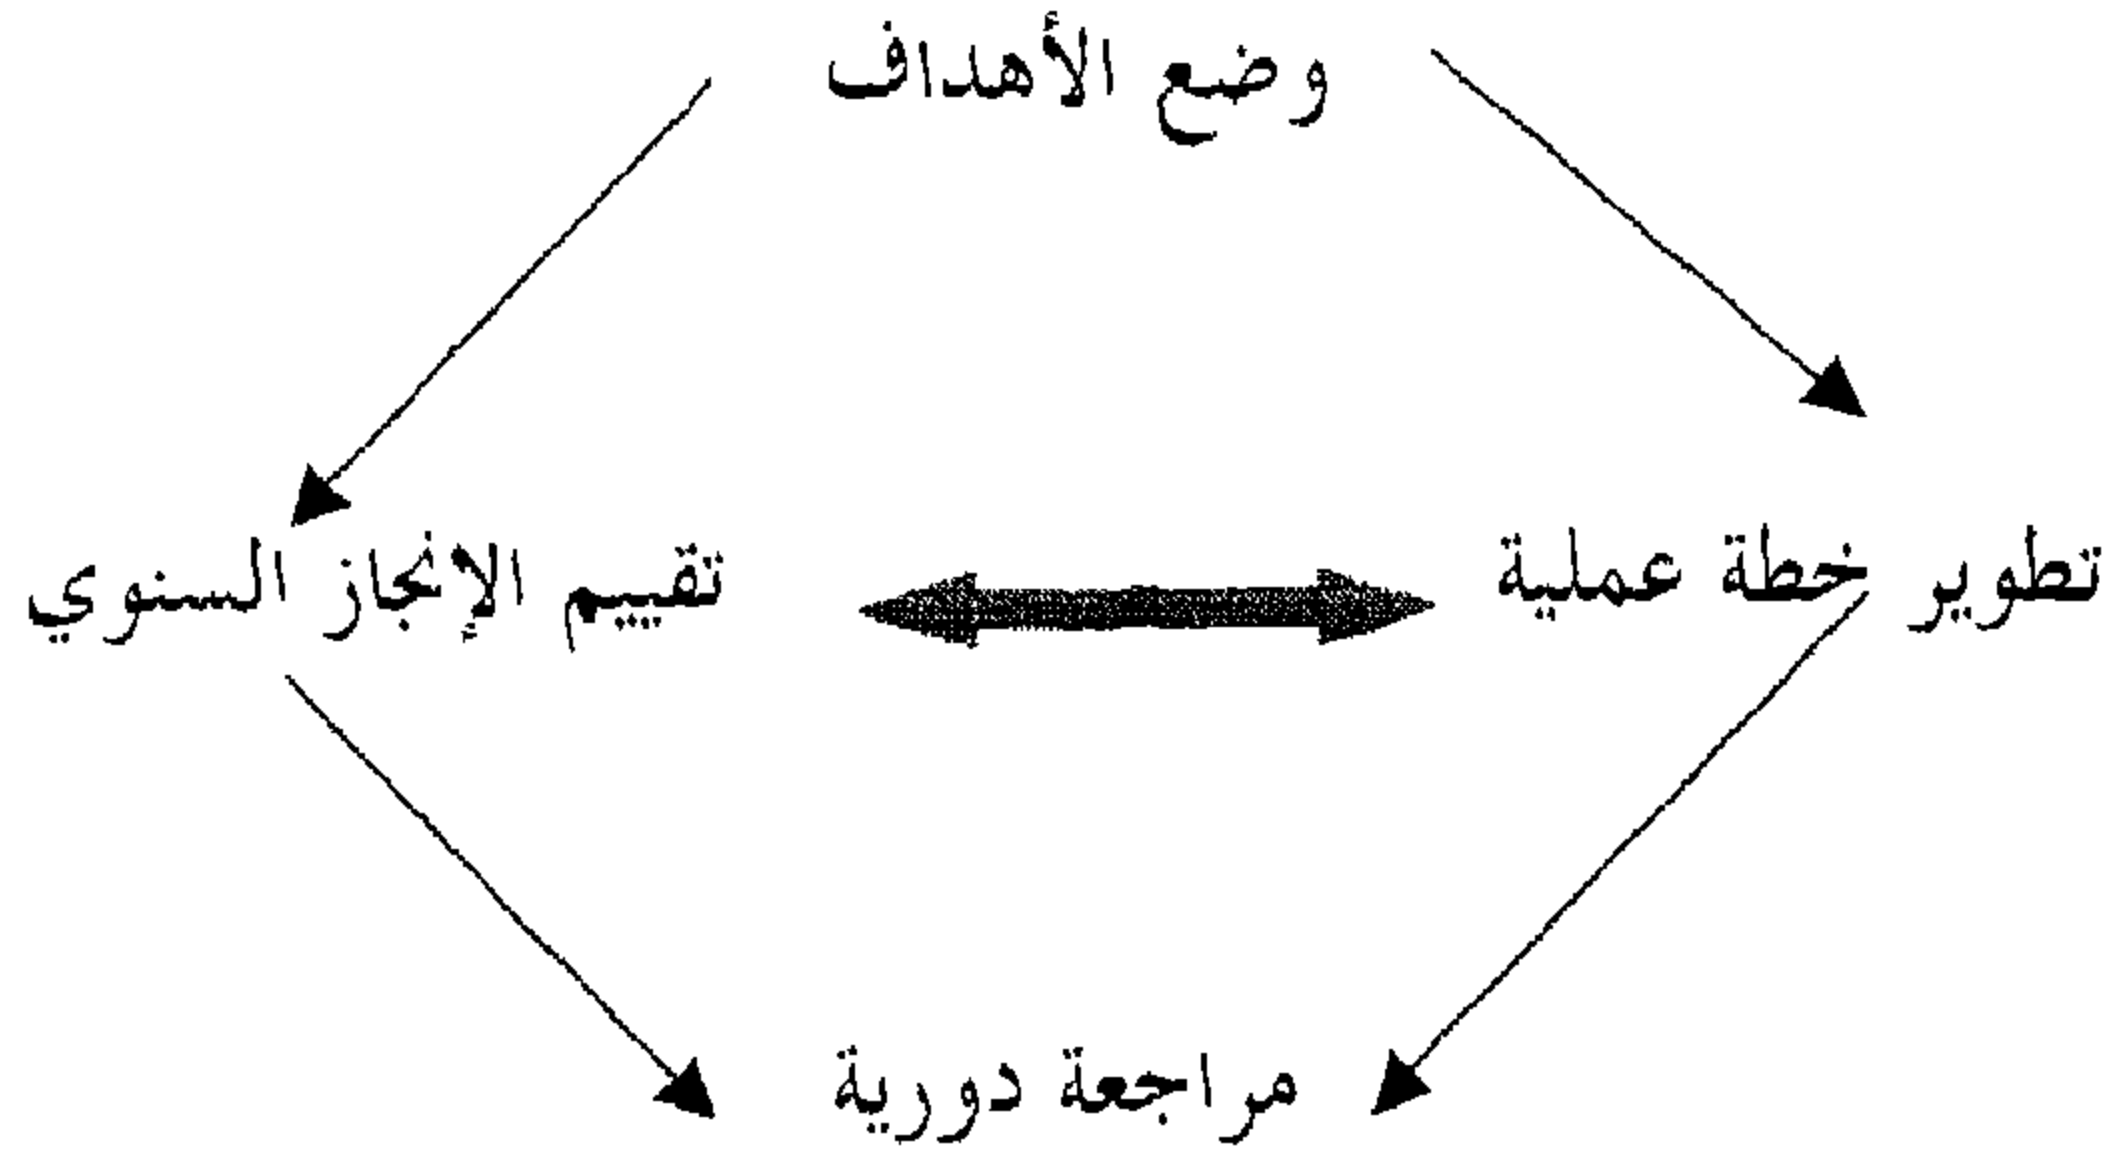 وضع الأهداف
تطوير خطة عملية
تقييم الإنجاز السنوي
مراجعة دورية